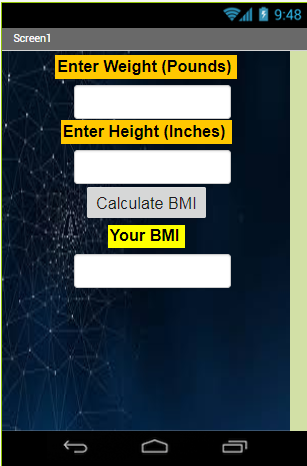 9:48
Screen1
Enter Weight (Pounds)
Enter Height (Inches)
Calculate BMI
Your BMI